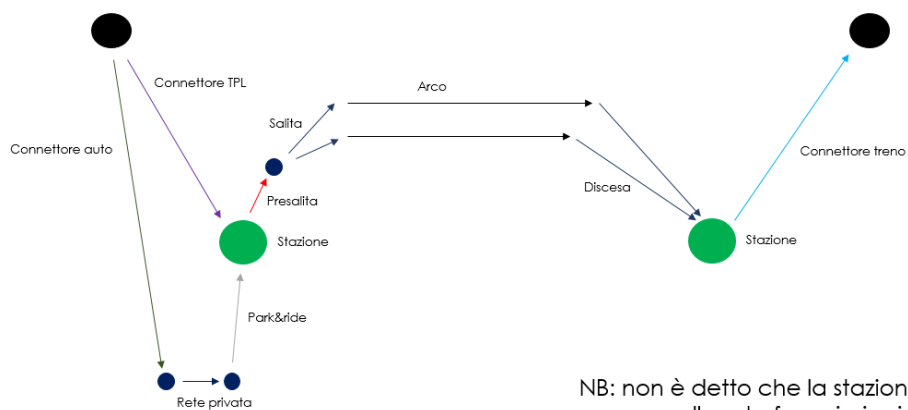 Connettore TPL
Arco
Salita
Connettore auto
Connettore treno
Presalita
Discesa
Stazione
Stazione
Park&ride
NB: non è detto che la stazion
Rete privata